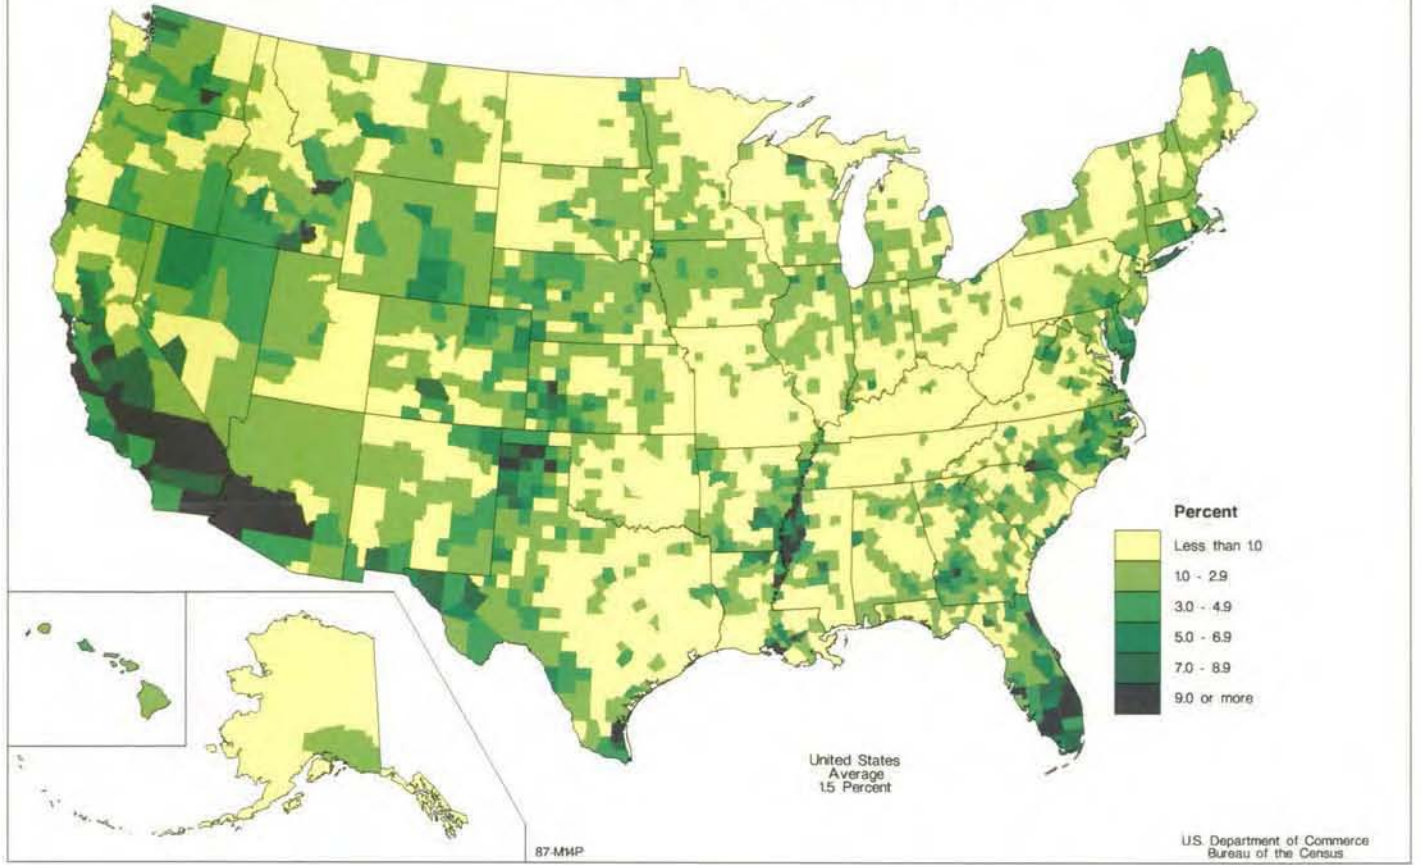 Percent
Less than 1.0
1.0 - 2.9
3.0 - 4.9
5.0 - 6.9
7.0 - 8.9
9.0 or more
United States
Average
1.5 Percent
87-M14P
U.S. Department of Commerce
Bureau of the Census